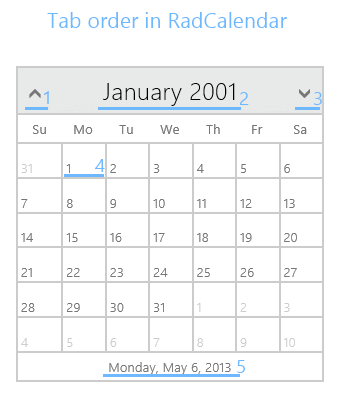 Tab order in RadCalendar
1 January 2001 2 3
Su Mo Tu We Th Fr Sa
31 1 4 2 3 4 5 6
7 8 9 10 11 12 13
14 15 16 17 18 19 20
21 22 23 24 25 26 27
28 29 30 31 1 2 3
4 5 6 7 8 9 10
Monday, May 6, 2013 5